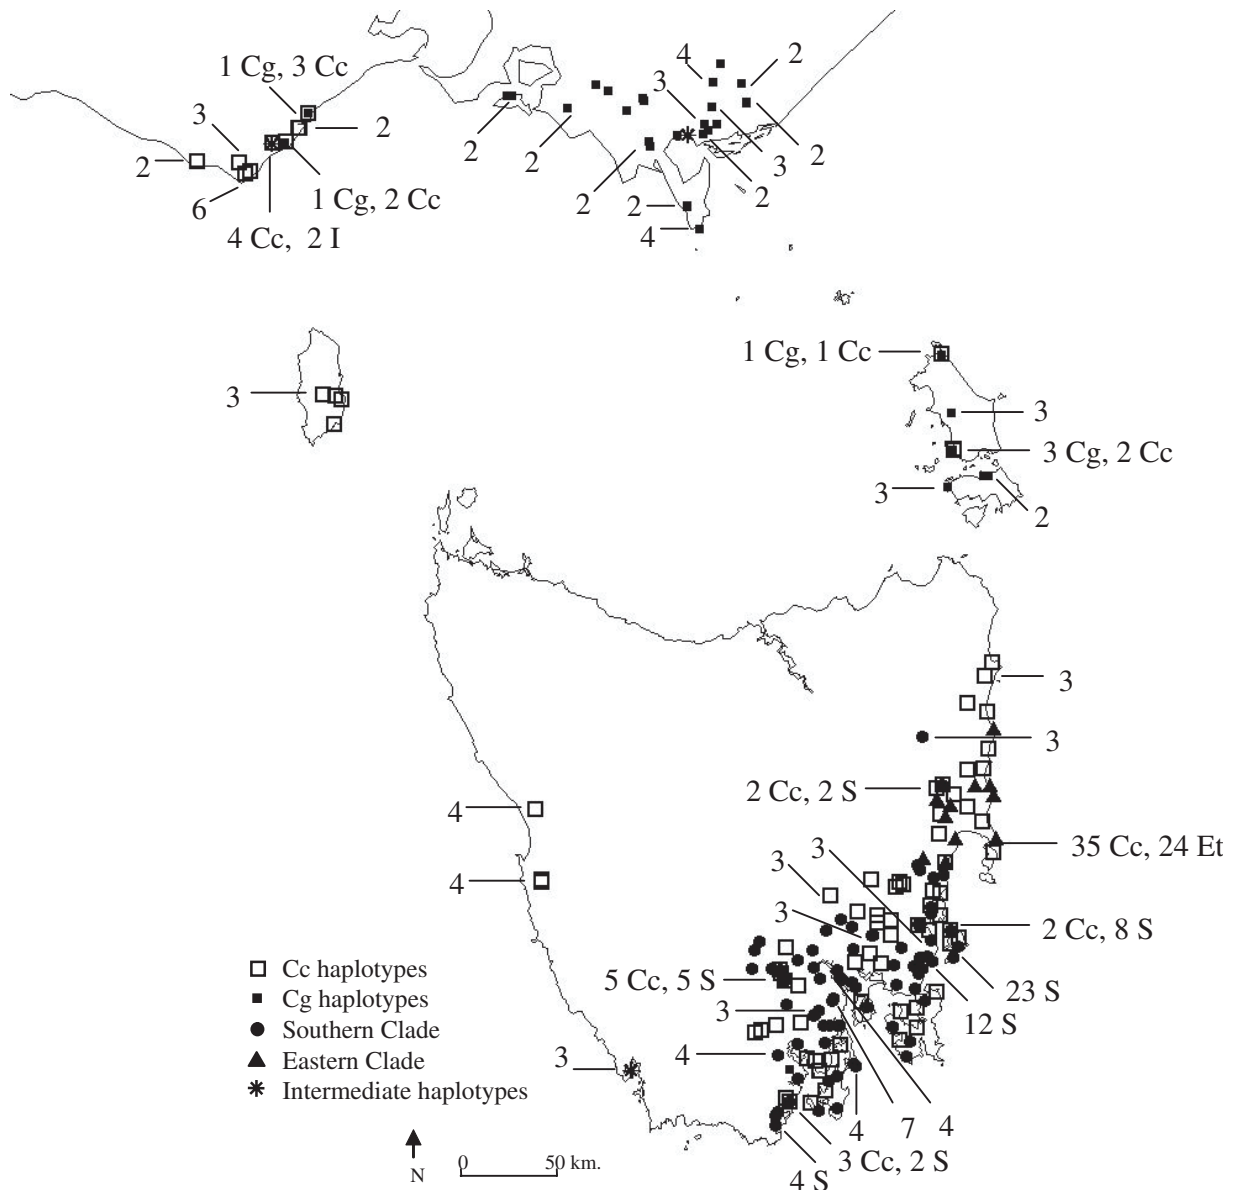 1 Cg, 3 Cc
3
2
2
6
1 Cg, 2 Cc
4 Cc, 2 I
4
2
3
2
2
2
2
3
2
2
2
4
1 Cg, 1 Cc
3
3
3 Cg, 2 Cc
3
2
3
3
2 Cc, 2 S
4
35 Cc, 24 Et
3
3
4
3
2 Cc, 8 S
5 Cc, 5 S
23 S
3
12 S
4
3
4
7
4
3 Cc, 2 S
4 S
Cc haplotypes
Cg haplotypes
Southern Clade
Eastern Clade
Intermediate haplotypes
N
0
50 km.